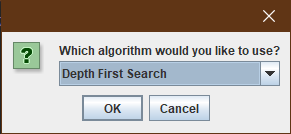 Which algorithm would you like to use?
Depth First Search
OK
Cancel